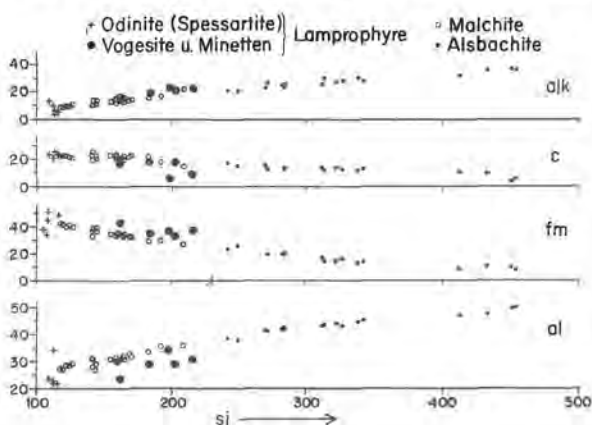 + Odinite (Spessartite) } Lamprophyre o Malchite
● Vogesite u. Minetten • Alsbachite
40
20
0
alk
20
0
c
40
20
0
fm
50
40
30
20
al
100 200 300 400 500
si →